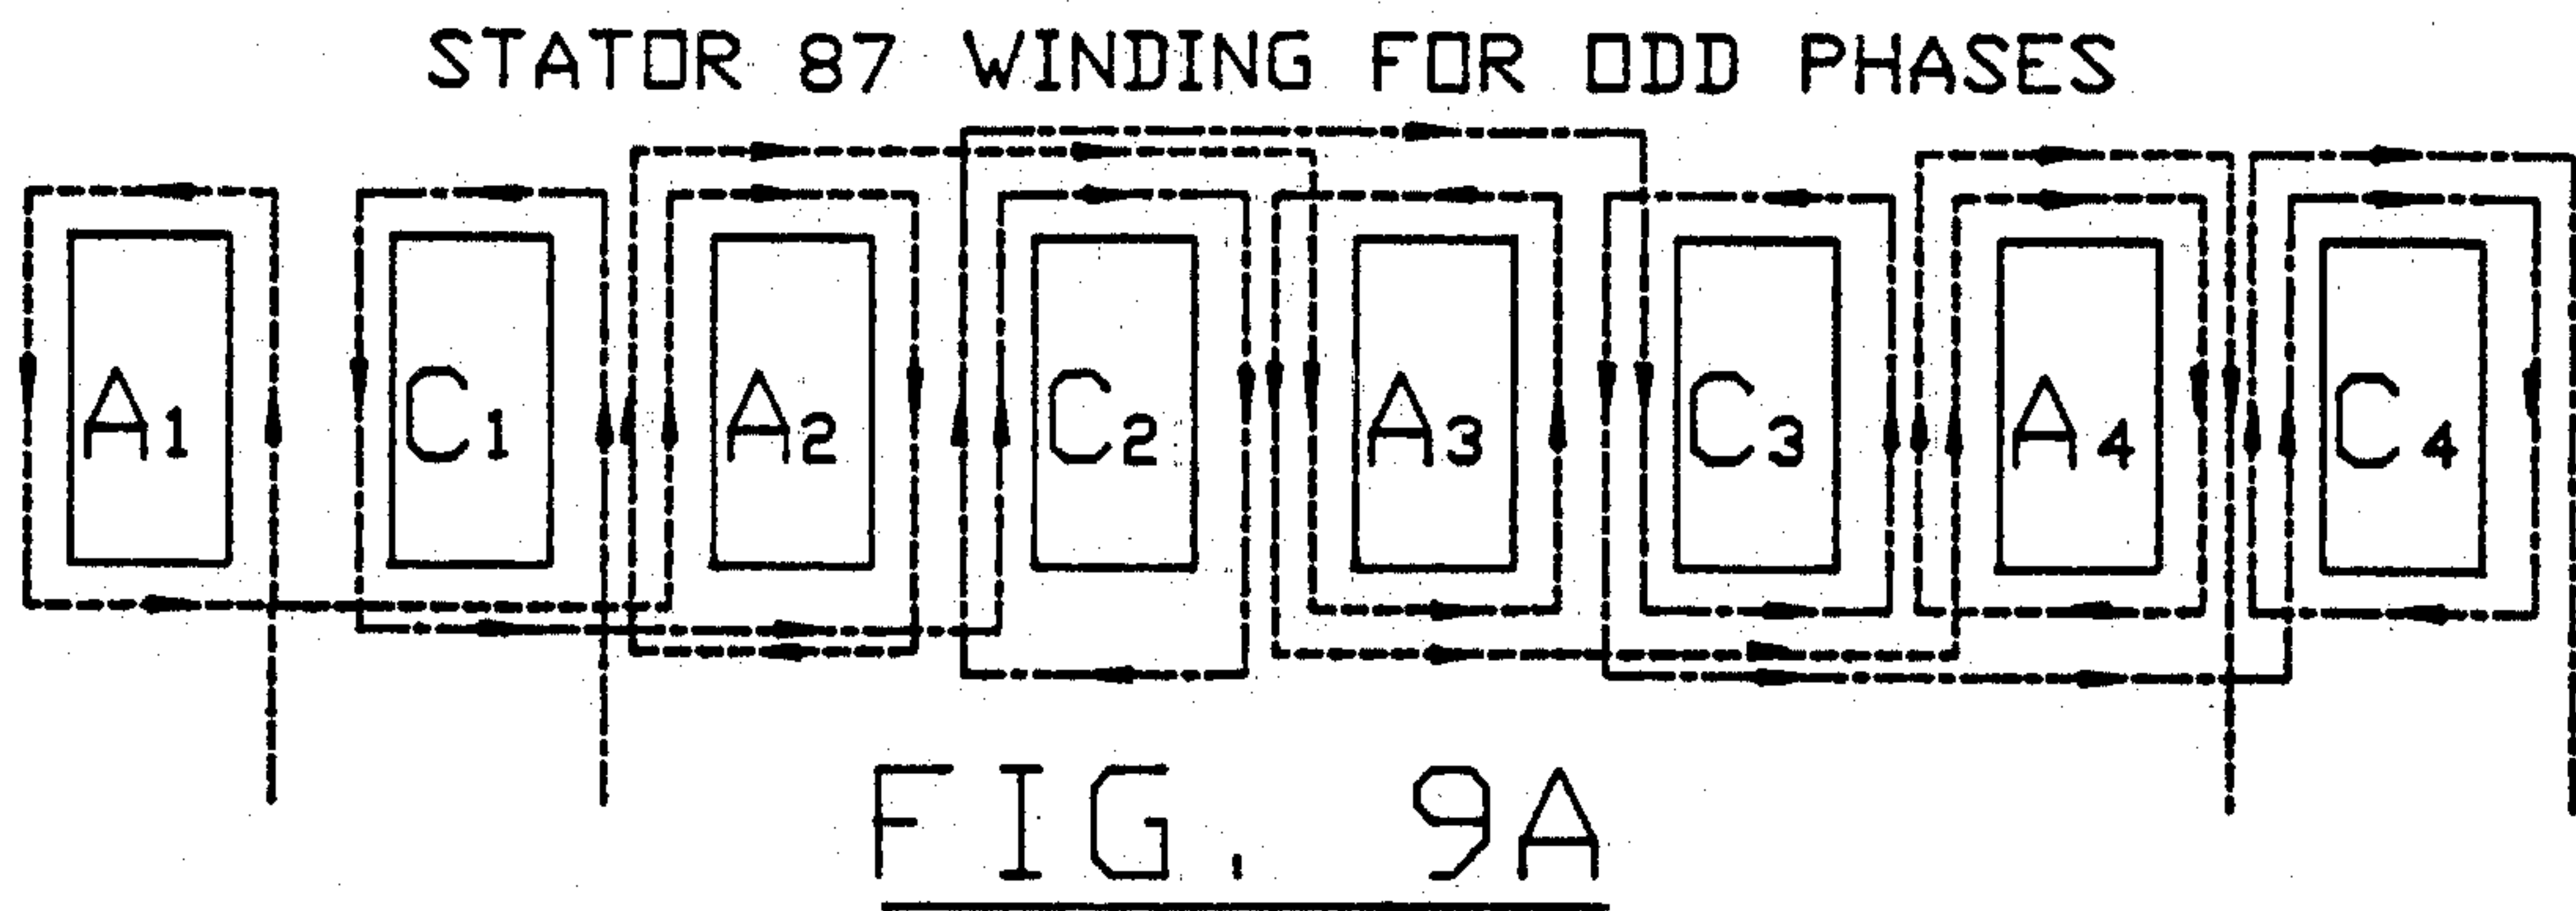 STATOR 87 WINDING FOR ODD PHASES
A1 C1 A2 C2 A3 C3 A4 C4
FIG. 9A